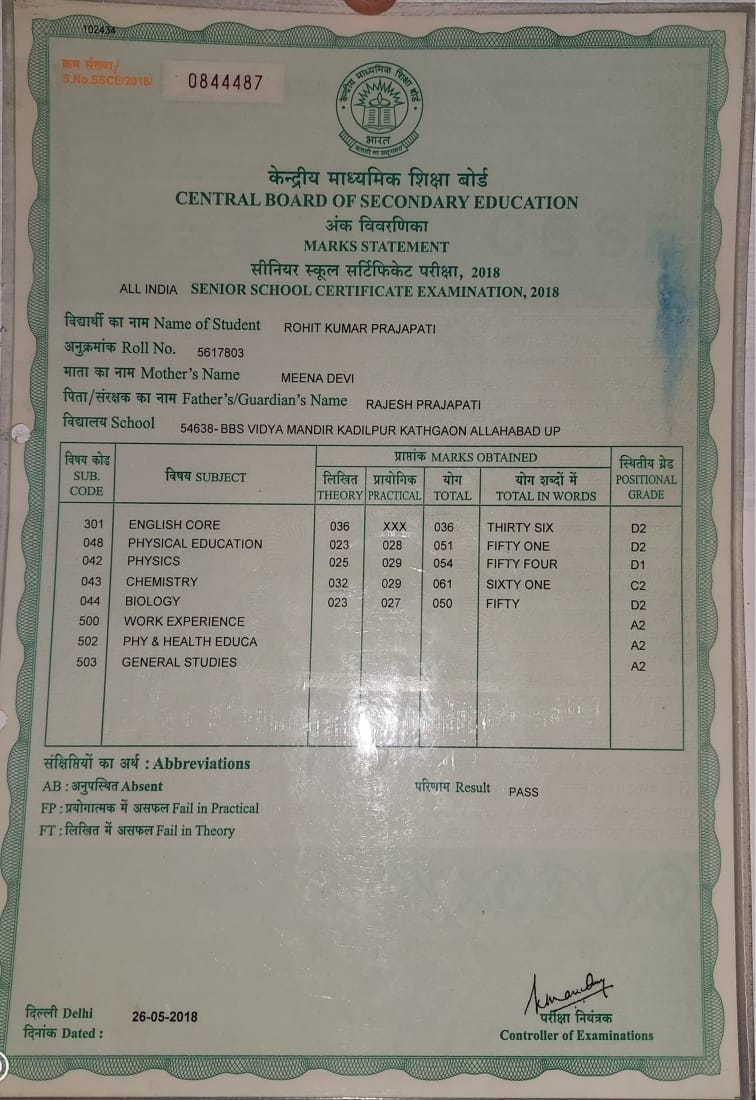 102434
क्रम संख्या/
S.No.SSCE/2018/ 0844487
केन्द्रीय माध्यमिक शिक्षा बोर्ड
भारत
असतो मा सद्गमय
केन्द्रीय माध्यमिक शिक्षा बोर्ड
CENTRAL BOARD OF SECONDARY EDUCATION
अंक विवरणिका
MARKS STATEMENT
सीनियर स्कूल सर्टिफिकेट परीक्षा, 2018
ALL INDIA SENIOR SCHOOL CERTIFICATE EXAMINATION, 2018
विद्यार्थी का नाम Name of Student ROHIT KUMAR PRAJAPATI
अनुक्रमांक Roll No. 5617803
माता का नाम Mother's Name MEENA DEVI
पिता/संरक्षक का नाम Father's/Guardian's Name RAJESH PRAJAPATI
विद्यालय School 54638- BBS VIDYA MANDIR KADILPUR KATHGAON ALLAHABAD UP
विषय कोड SUB. CODE विषय SUBJECT प्राप्तांक MARKS OBTAINED स्थितीय ग्रेड POSITIONAL GRADE
लिखित THEORY प्रायोगिक PRACTICAL योग TOTAL योग शब्दों में TOTAL IN WORDS
301 ENGLISH CORE 036 XXX 036 THIRTY SIX D2
048 PHYSICAL EDUCATION 023 028 051 FIFTY ONE D2
042 PHYSICS 025 029 054 FIFTY FOUR D1
043 CHEMISTRY 032 029 061 SIXTY ONE C2
044 BIOLOGY 023 027 050 FIFTY D2
500 WORK EXPERIENCE A2
502 PHY & HEALTH EDUCA A2
503 GENERAL STUDIES A2
संक्षिप्तियों का अर्थ : Abbreviations
AB : अनुपस्थित Absent परिणाम Result PASS
FP : प्रयोगात्मक में असफल Fail in Practical
FT : लिखित में असफल Fail in Theory
दिल्ली Delhi
दिनांक Dated : 26-05-2018
परीक्षा नियंत्रक
Controller of Examinations